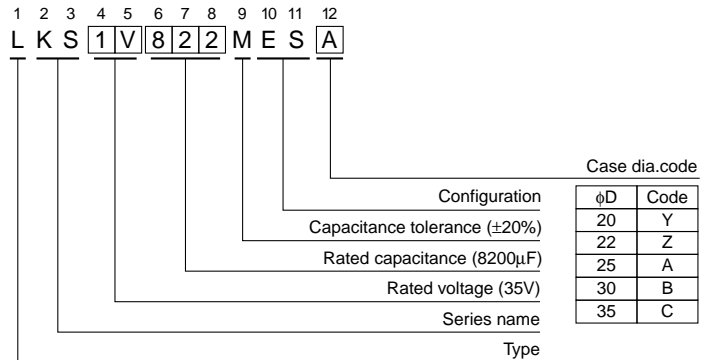 1 2 3 4 5 6 7 8 9 10 11 12
L K S 1 V 8 2 2 M E S A
Case dia.code
Configuration
Capacitance tolerance (±20%)
Rated capacitance (8200µF)
Rated voltage (35V)
Series name
Type
ϕD Code
20 Y
22 Z
25 A
30 B
35 C